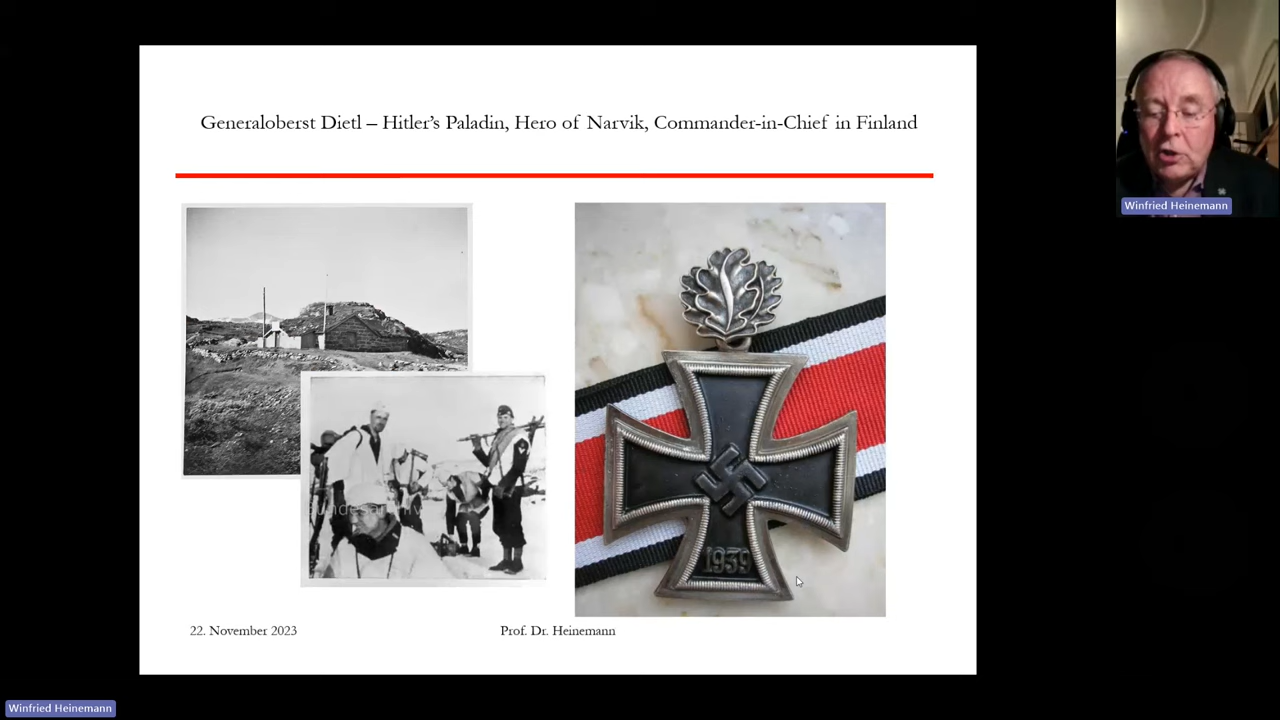 Generaloberst Dietl – Hitler's Paladin, Hero of Narvik, Commander-in-Chief in Finland
Winfried Heinemann
Bundesarchiv
1939
22. November 2023
Prof. Dr. Heinemann
Winfried Heinemann